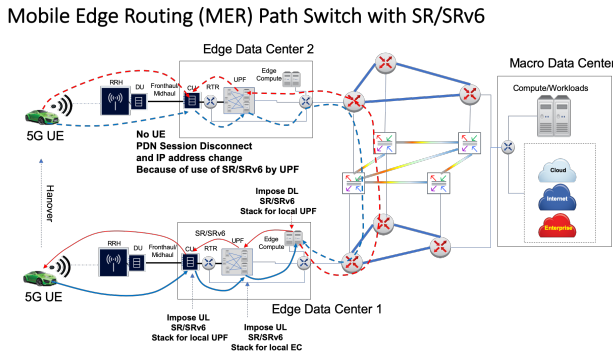 Mobile Edge Routing (MER) Path Switch with SR/SRv6
Edge Data Center 2
Macro Data Center
RRH
DU
Fronthaul/
Midhaul
CU
RTR
UPF
Edge
Compute
Compute/Workloads
5G UE
No UE
PDN Session Disconnect
and IP address change
Because of use of SR/SRv6 by UPF
Cloud
Internet
Enterprise
Hanover
Impose DL
SR/SRv6
Stack for local UPF
RRH
DU
Fronthaul/
Midhaul
CU
SR/SRv6
RTR
UPF
Edge
Compute
5G UE
Edge Data Center 1
Impose UL
SR/SRv6
Stack for local UPF
Impose UL
SR/SRv6
Stack for local EC